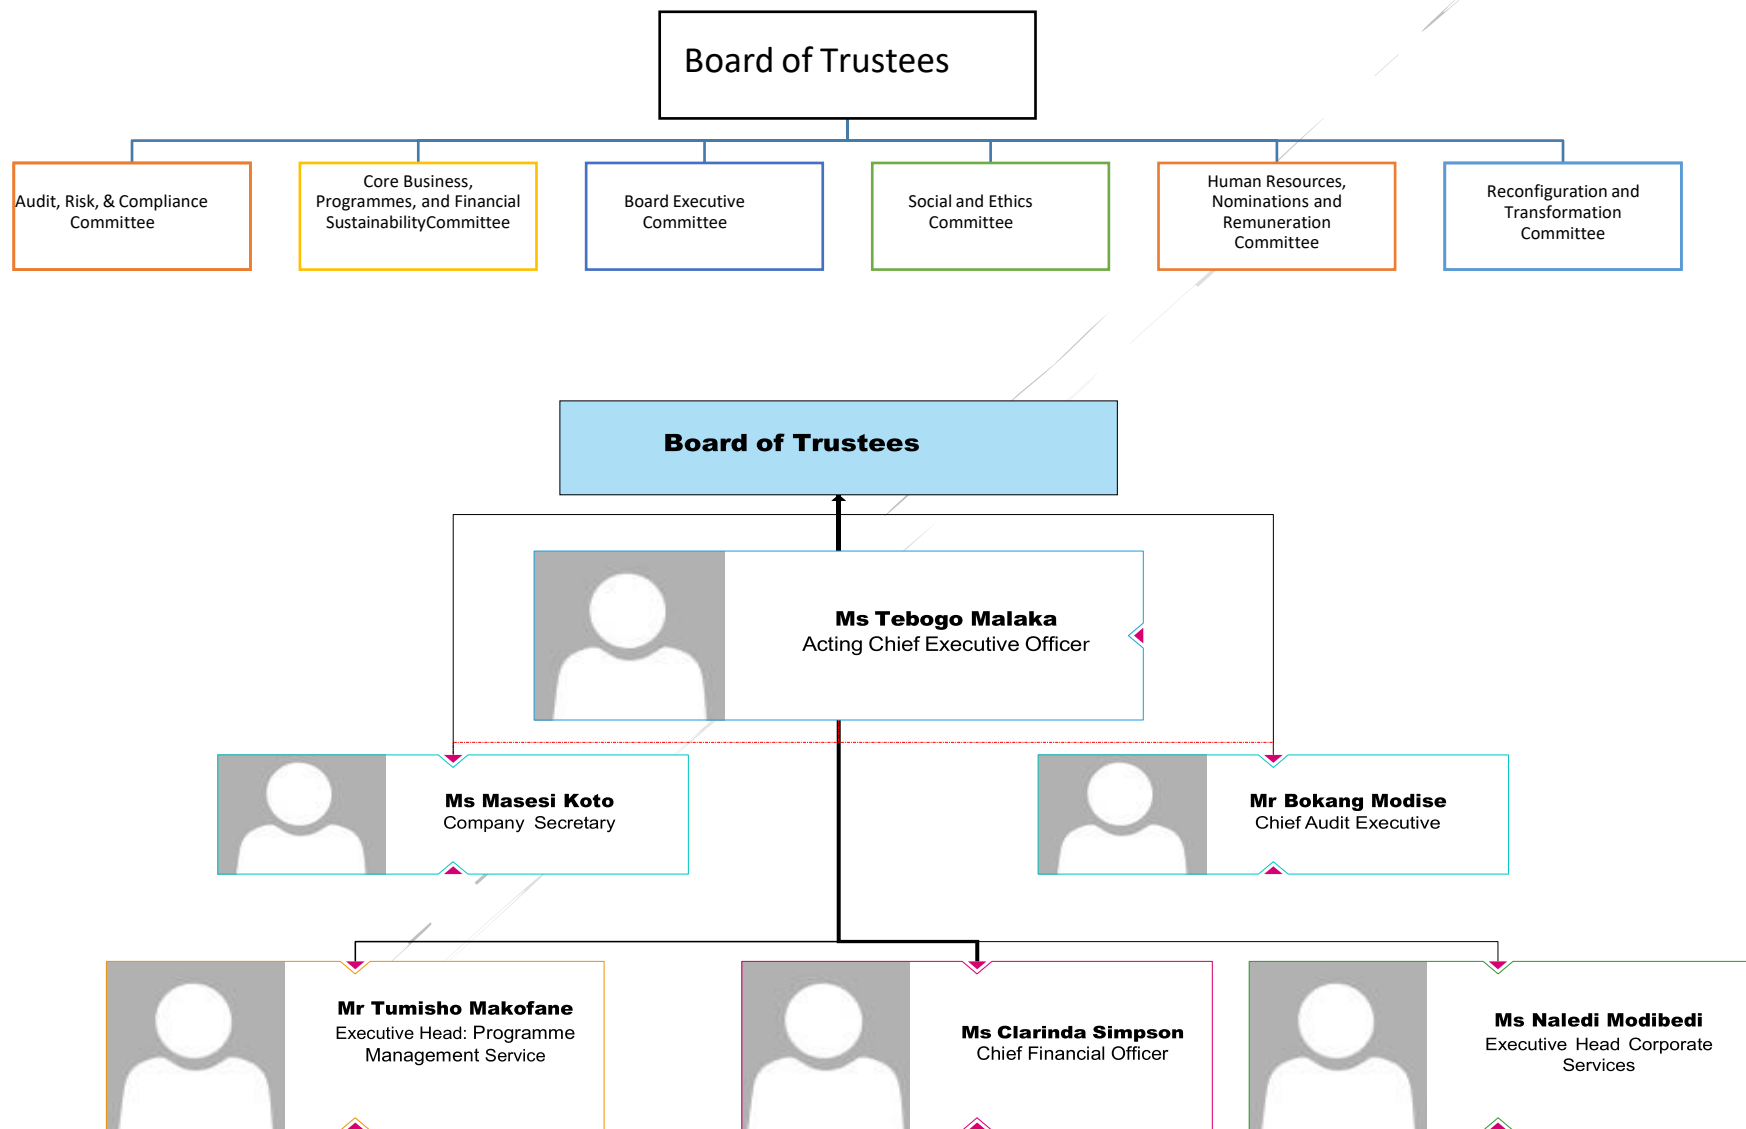 Board of Trustees
Audit, Risk, & Compliance
Committee
Core Business,
Programmes, and Financial
SustainabilityCommittee
Board Executive
Committee
Social and Ethics
Committee
Human Resources,
Nominations and
Remuneration
Committee
Reconfiguration and
Transformation
Committee
Board of Trustees
Ms Tebogo Malaka
Acting Chief Executive Officer
Ms Masesi Koto
Company Secretary
Mr Bokang Modise
Chief Audit Executive
Mr Tumisho Makofane
Executive Head: Programme
Management Service
Ms Clarinda Simpson
Chief Financial Officer
Ms Naledi Modibedi
Executive Head Corporate
Services